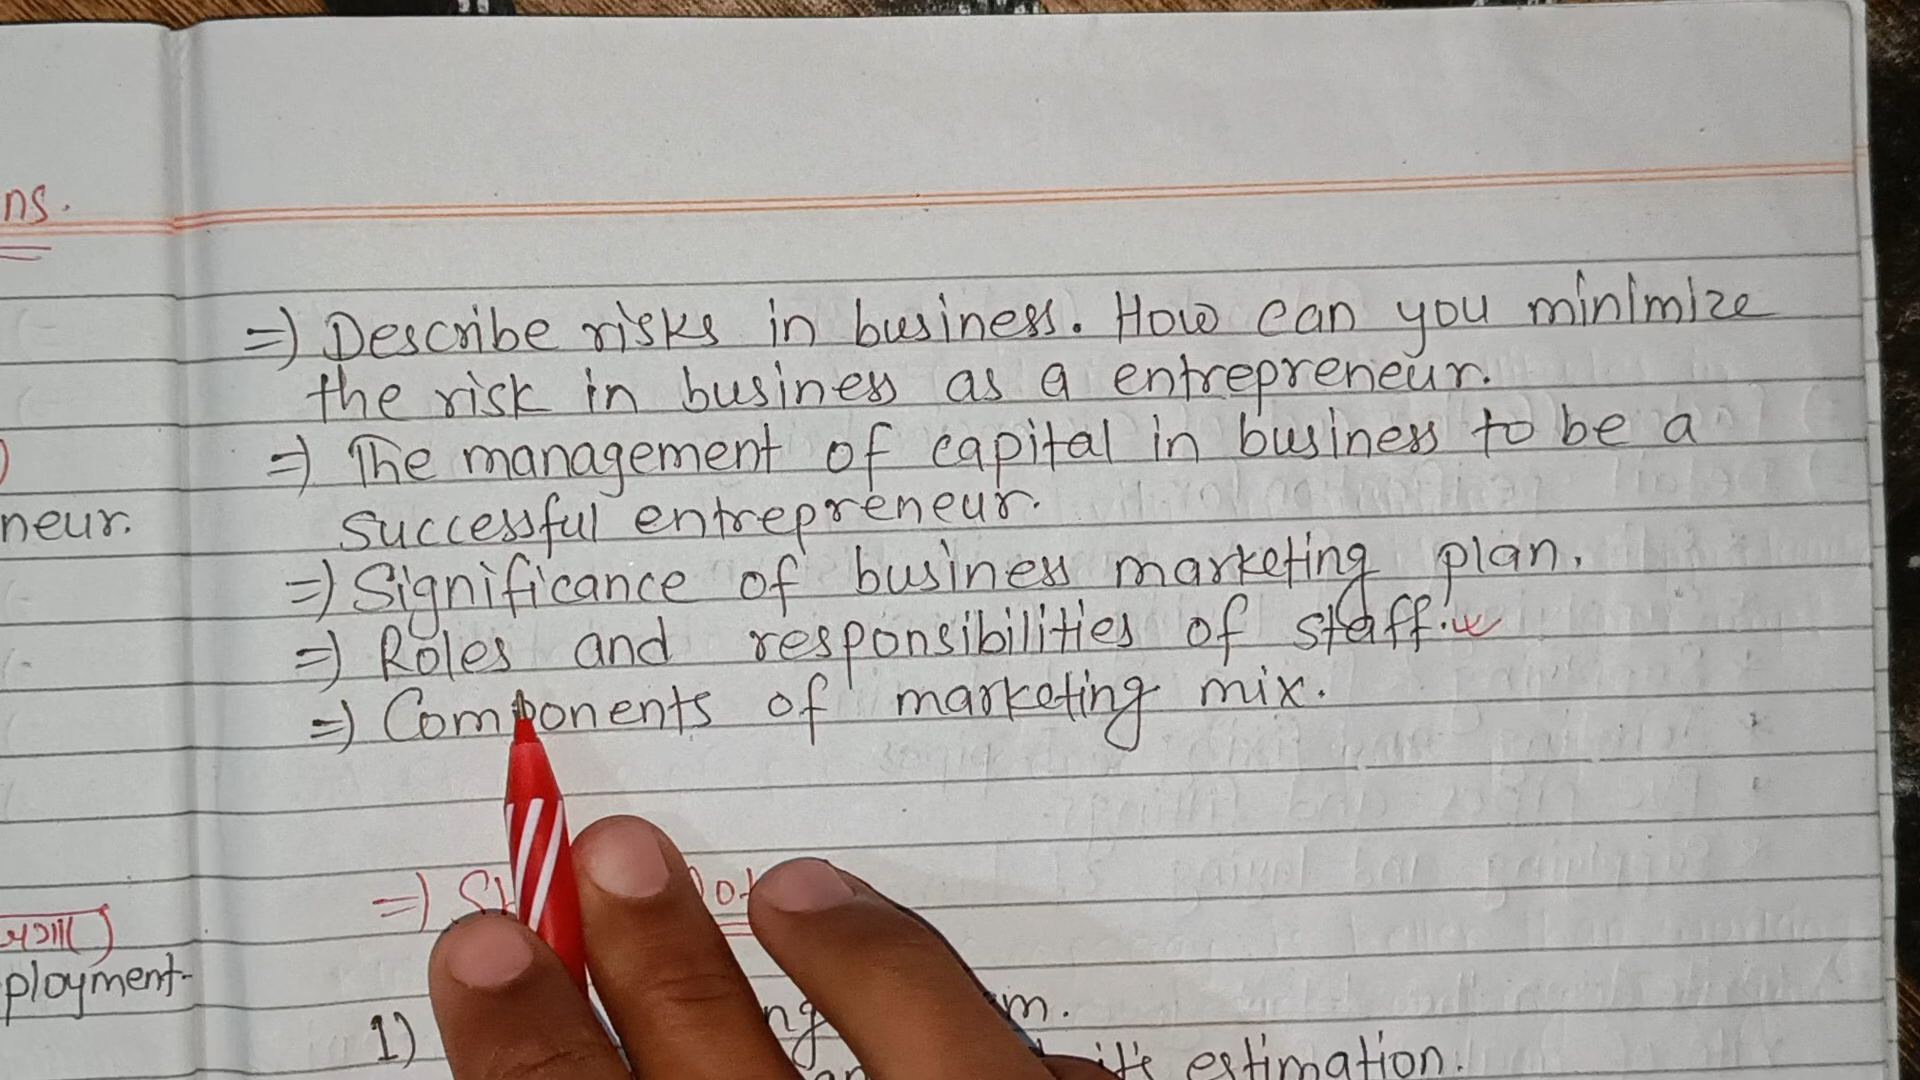 ns.
=) Describe risks in business. How can you minimize
the risk in business as a entrepreneur.
=) The management of capital in business to be a
neur.
successful entrepreneur.
=) Significance of business marketing plan.
=) Roles and responsibilities of staff.
=) Components of marketing mix.
=)
ployment-
1)
it's estimation.